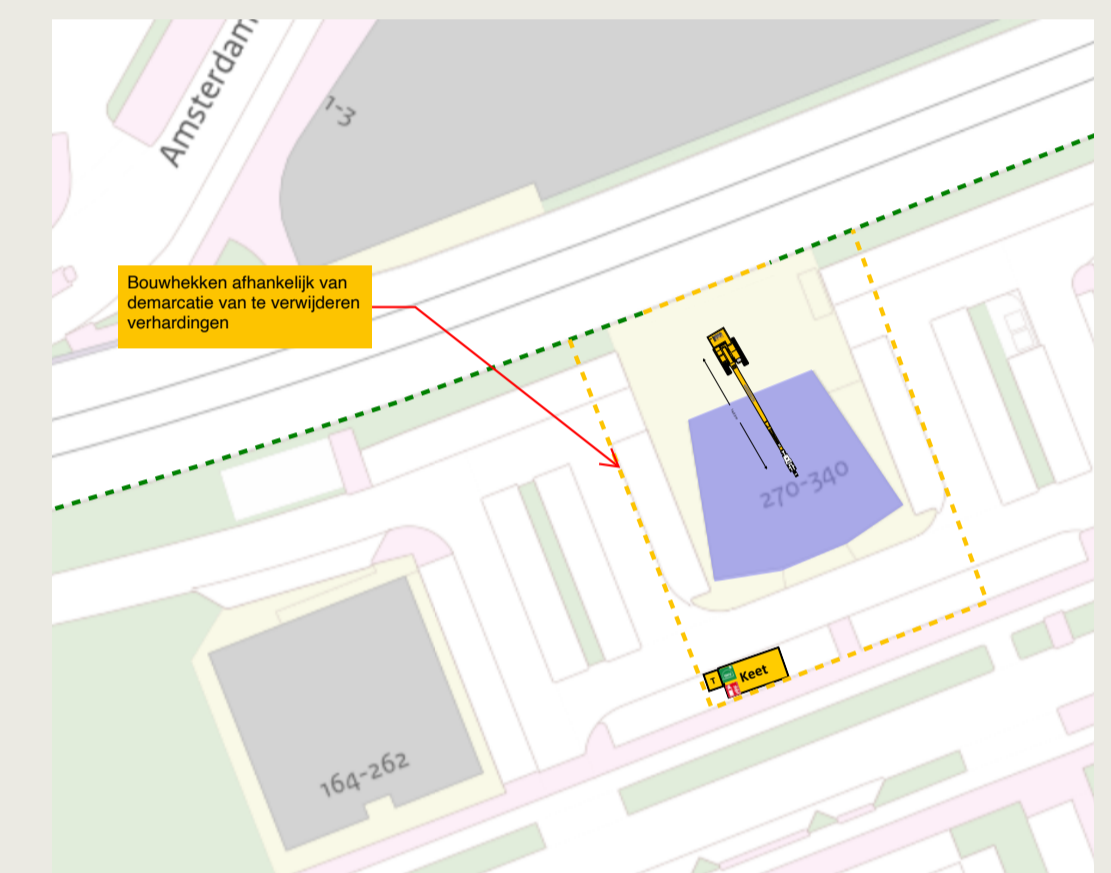 Amsterdam
1-3
Bouwhekken afhankelijk van
demarcatie van te verwijderen
verhardingen
270-340
T
Keet
164-262